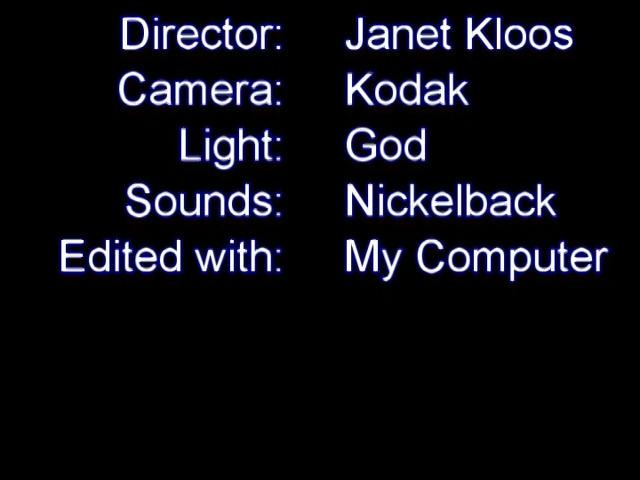 Director: Janet Kloos
Camera: Kodak
Light: God
Sounds: Nickelback
Edited with: My Computer